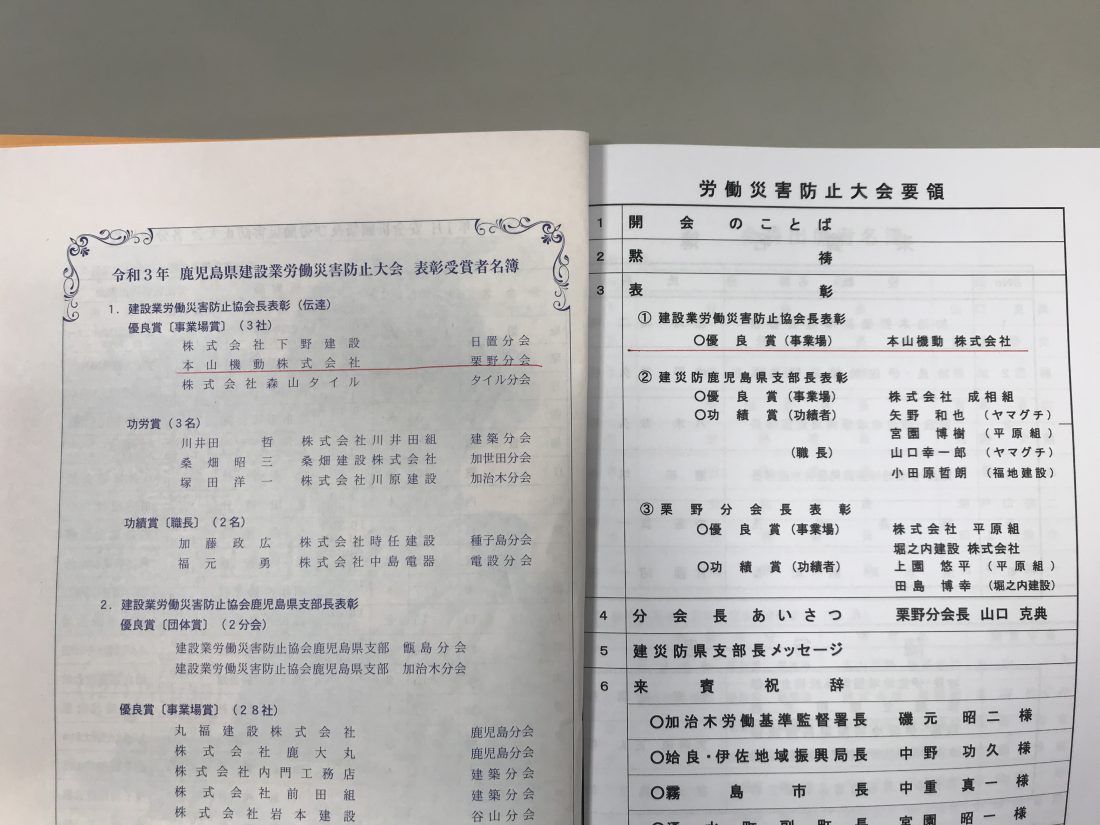 令和３年 鹿児島県建設業労働災害防止大会 表彰受賞者名簿
１．建設業労働災害防止協会長表彰（伝達）
優良賞〔事業場賞〕（３社）
株式会社下野建設 日置分会
本山機動株式会社 栗野分会
株式会社森山タイル タイル分会
功労賞（３名）
川井田 哲 株式会社川井田組 建築分会
桑畑昭三 桑畑建設株式会社 加世田分会
塚田洋一 株式会社川原建設 加治木分会
功績賞〔職長〕（２名）
加藤政広 株式会社時任建設 種子島分会
福元 勇 株式会社中島電器 電設分会
２．建設業労働災害防止協会鹿児島県支部長表彰
優良賞〔団体賞〕（２分会）
建設業労働災害防止協会鹿児島県支部 甑島分会
建設業労働災害防止協会鹿児島県支部 加治木分会
優良賞〔事業場賞〕（２８社）
丸福建設株式会社 鹿児島分会
株式会社鹿大丸 鹿児島分会
株式会社内門工務店 建築分会
株式会社前田組 建築分会
株式会社岩本建設 谷山分会
労働災害防止大会要領
1 開会のことば
2 黙祷
3 表彰
① 建設業労働災害防止協会長表彰
○優良賞（事業場） 本山機動 株式会社
② 建災防鹿児島県支部長表彰
○優良賞（事業場） 株式会社 成相組
○功績賞（功績者） 矢野 和也 （ヤマグチ）
宮園 博樹 （平原組）
（職長） 山口幸一郎 （ヤマグチ）
小田原哲朗 （福地建設）
③ 栗野分会長表彰
○優良賞（事業場） 株式会社 平原組
堀之内建設 株式会社
○功績賞（功績者） 上園 悠平 （平原組）
田島 博幸 （堀之内建設）
4 分会長あいさつ 栗野分会長 山口 克典
5 建災防県支部長メッセージ
6 来賓祝辞
○加治木労働基準監督署長 磯元 昭二 様
○姶良・伊佐地域振興局長 中野 功久 様
○霧島市長 中重 真一 様
町副町長 宮園 昭一 様